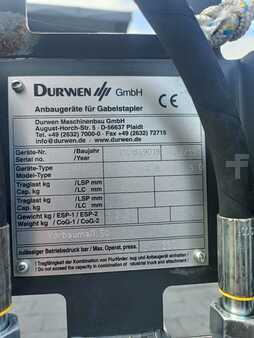 DURWEN GmbH
Anbaugeräte für Gabelstapler CE
Durwen Maschinenbau GmbH
August-Horch-Str. 5 · D-56637 Plaidt
Tel. +49 (2632) 7000-0 · Fax +49 (2632) 72715
info@durwen.de · www.durwen.de
Geräte-Nr. /Baujahr
Serial no. /Year
Geräte-Type
Model-Type
Traglast kg /LSP mm
Cap. kg /LC mm
Traglast kg /LSP mm
Cap. kg /LC mm
Gewicht kg / ESP-1 / ESP-2
Weight kg / CoG-1 / CoG-2
Vorbaumaß
zulässiger Betriebsdruck bar / Max. Operat. press.
! Tragfähigkeit der Kombination von Flurförderzeug und Anbaugerät einhalten !
! Do not exceed the capacity in combination of industrial truck and attachment !